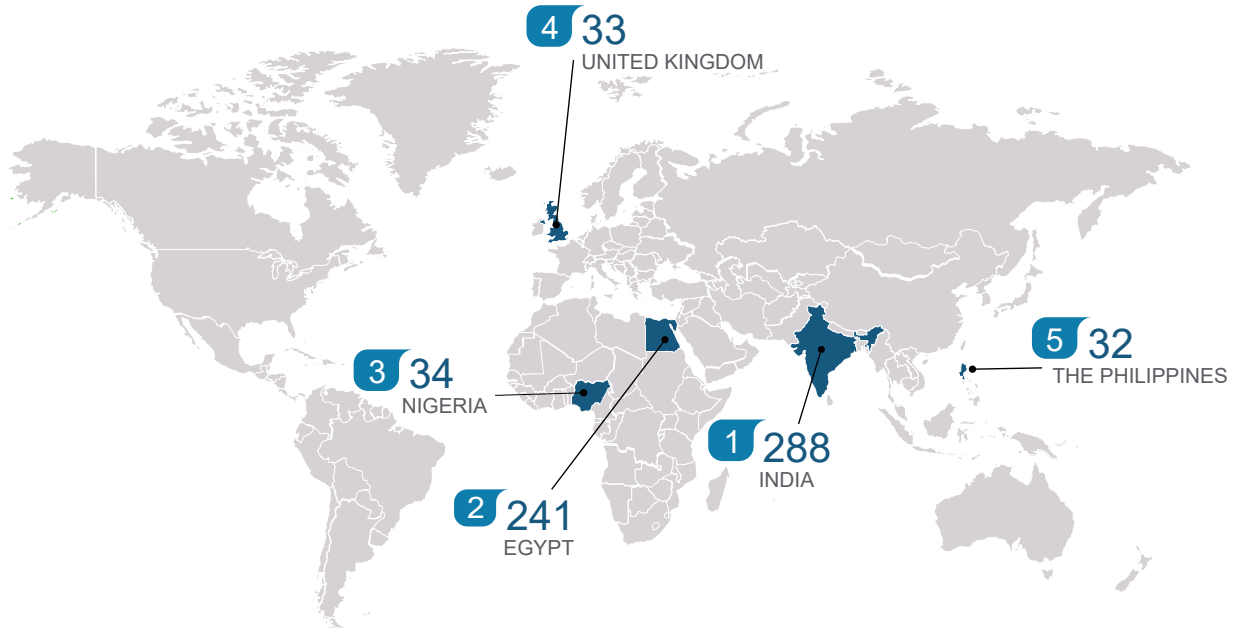 4 33
UNITED KINGDOM
5 32
THE PHILIPPINES
3 34
NIGERIA
1 288
INDIA
2 241
EGYPT